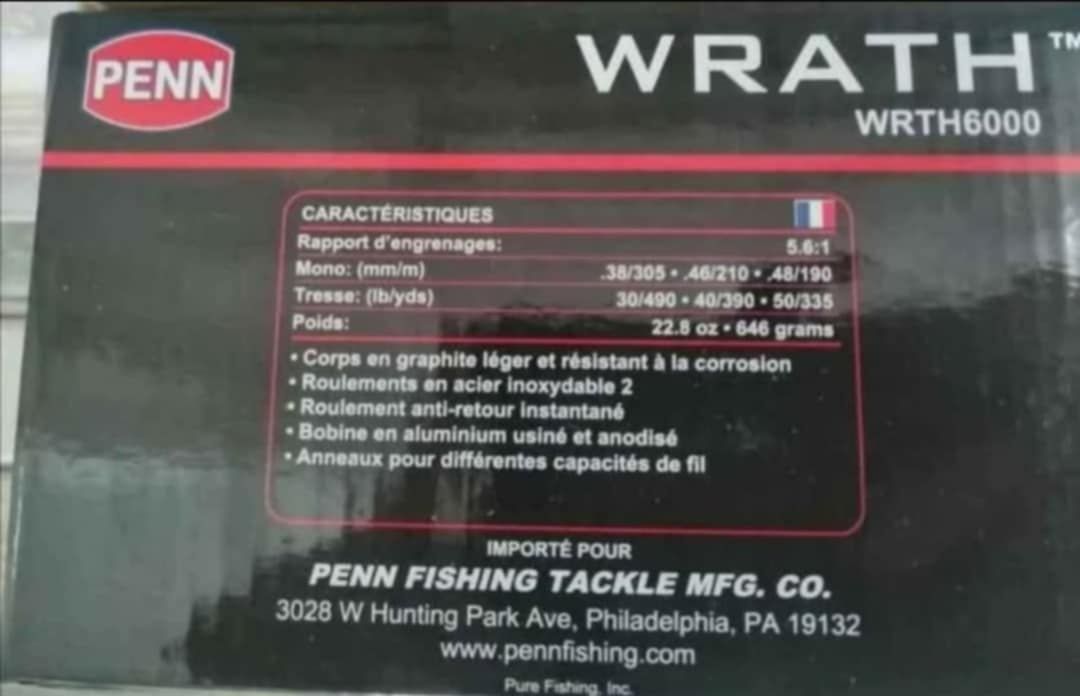 PENN
WRATH™
WRTH6000
CARACTÉRISTIQUES
Rapport d'engrenages: 5.6:1
Mono: (mm/m) .38/305 • .46/210 • .48/190
Tresse: (lb/yds) 30/490 • 40/390 • 50/335
Poids: 22.8 oz • 646 grams
• Corps en graphite léger et résistant à la corrosion
• Roulements en acier inoxydable 2
• Roulement anti-retour instantané
• Bobine en aluminium usiné et anodisé
• Anneaux pour différentes capacités de fil
IMPORTÉ POUR
PENN FISHING TACKLE MFG. CO.
3028 W Hunting Park Ave, Philadelphia, PA 19132
www.pennfishing.com
Pure Fishing, Inc.